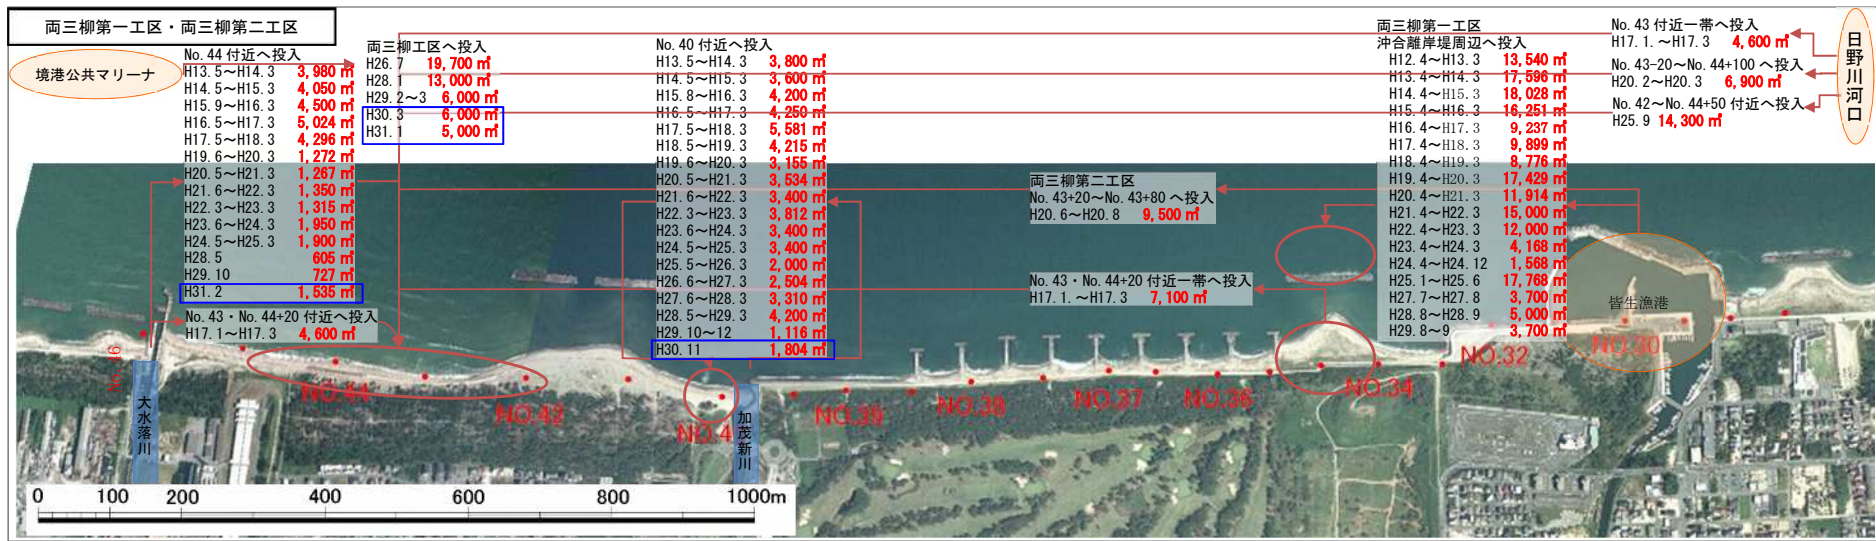 両三柳第一工区・両三柳第二工区
境港公共マリーナ
No.44 付近へ投入
H13.5～H14.3 3,980 ㎥
H14.5～H15.3 4,050 ㎥
H15.9～H16.3 4,500 ㎥
H16.5～H17.3 5,024 ㎥
H17.5～H18.3 4,296 ㎥
H19.6～H20.3 1,272 ㎥
H20.5～H21.3 1,267 ㎥
H21.6～H22.3 1,350 ㎥
H22.3～H23.3 1,315 ㎥
H23.6～H24.3 1,950 ㎥
H24.5～H25.3 1,900 ㎥
H28.5 605 ㎥
H29.10 727 ㎥
H31.2 1,535 ㎥
No.43・No.44+20 付近へ投入
H17.1～H17.3 4,600 ㎥
両三柳工区へ投入
H26.7 19,700 ㎥
H28.1 13,000 ㎥
H29.2～3 6,000 ㎥
H30.3 6,000 ㎥
H31.1 5,000 ㎥
No.40 付近へ投入
H13.5～H14.3 3,800 ㎥
H14.5～H15.3 3,600 ㎥
H15.8～H16.3 4,200 ㎥
H16.5～H17.3 4,250 ㎥
H17.5～H18.3 5,581 ㎥
H18.5～H19.3 4,215 ㎥
H19.6～H20.3 3,155 ㎥
H20.5～H21.3 3,534 ㎥
H21.6～H22.3 3,400 ㎥
H22.3～H23.3 3,812 ㎥
H23.6～H24.3 3,400 ㎥
H24.5～H25.3 3,400 ㎥
H25.5～H26.3 2,000 ㎥
H26.6～H27.3 2,504 ㎥
H27.6～H28.3 3,310 ㎥
H28.5～H29.3 4,200 ㎥
H29.10～12 1,116 ㎥
H30.11 1,804 ㎥
両三柳第二工区
No.43+20～No.43+80 へ投入
H20.6～H20.8 9,500 ㎥
No.43・No.44+20 付近一帯へ投入
H17.1.～H17.3 7,100 ㎥
両三柳第一工区
沖合離岸堤周辺へ投入
H12.4～H13.3 13,540 ㎥
H13.4～H14.3 17,596 ㎥
H14.4～H15.3 18,028 ㎥
H15.4～H16.3 16,251 ㎥
H16.4～H17.3 9,237 ㎥
H17.4～H18.3 9,899 ㎥
H18.4～H19.3 8,776 ㎥
H19.4～H20.3 17,429 ㎥
H20.4～H21.3 11,914 ㎥
H21.4～H22.3 15,000 ㎥
H22.4～H23.3 12,000 ㎥
H23.4～H24.3 4,168 ㎥
H24.4～H24.12 1,568 ㎥
H25.1～H25.6 17,768 ㎥
H27.7～H27.8 3,700 ㎥
H28.8～H28.9 5,000 ㎥
H29.8～9 3,700 ㎥
No.43 付近一帯へ投入
H17.1.～H17.3 4,600 ㎥
No.43-20～No.44+100 へ投入
H20.2～H20.3 6,900 ㎥
No.42～No.44+50 付近へ投入
H25.9 14,300 ㎥
日野川河口
皆生漁港
No.46
NO.44
NO.42
NO.4
NO.39
NO.38
NO.37
NO.36
NO.34
NO.32
NO.30
大水落川
加茂新川
0 100 200 400 600 800 1000m